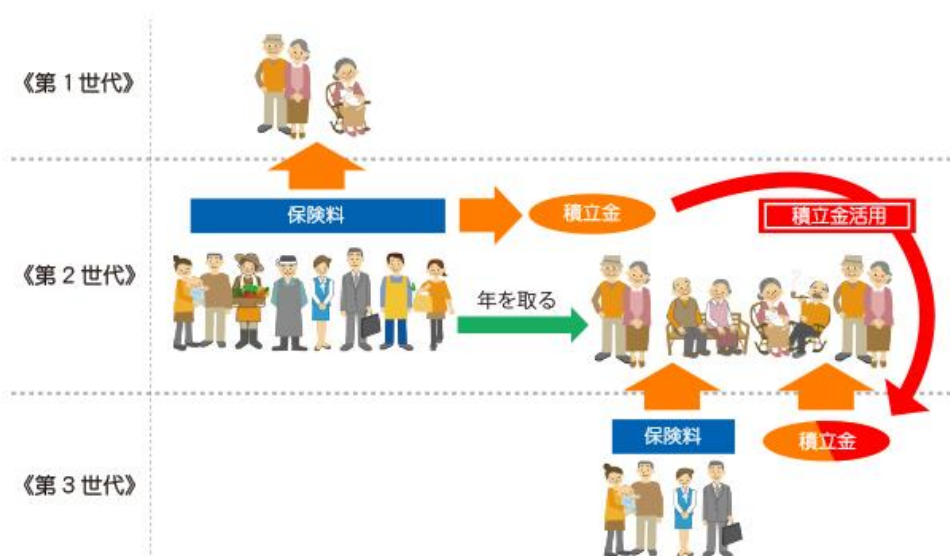 《第1世代》
保険料
積立金
積立金活用
《第2世代》
年を取る
保険料
積立金
《第3世代》